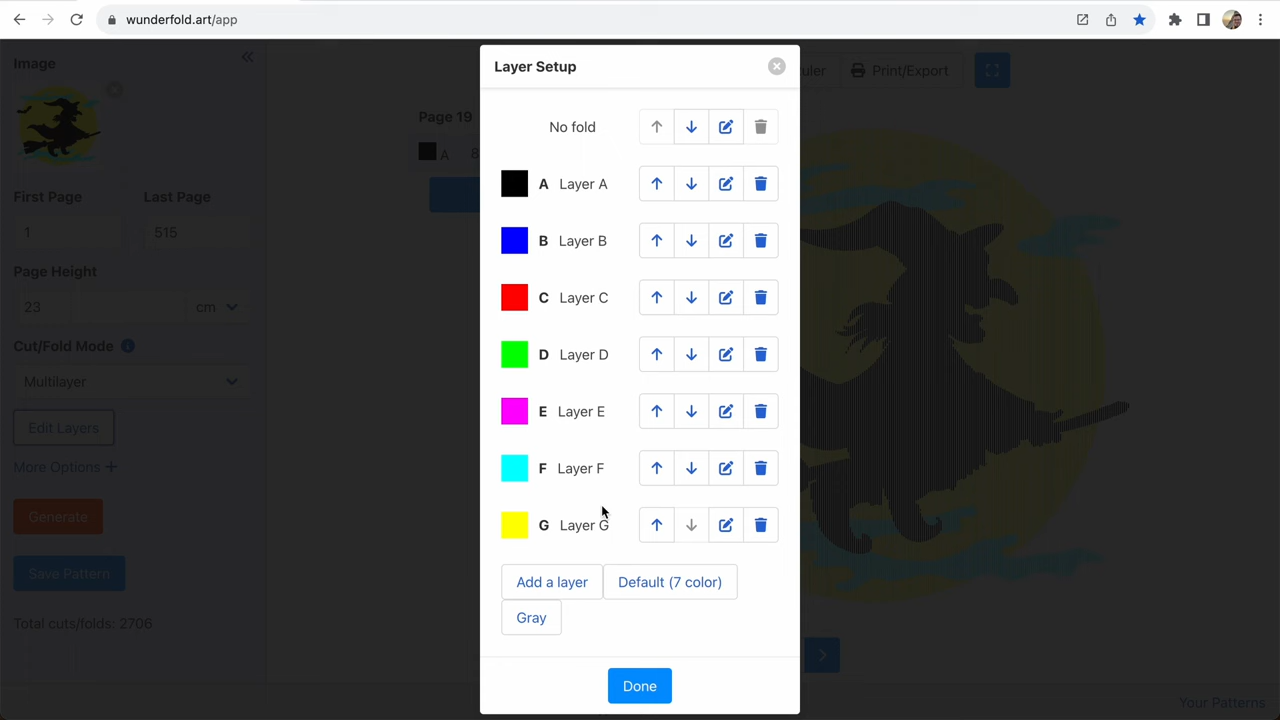 wunderfold.art/app
Image
First Page
Last Page
1
515
Page Height
23
cm
Cut/Fold Mode
Multilayer
Edit Layers
More Options +
Generate
Save Pattern
Total cuts/folds: 2706
Page 19
A 8
Print/Export
Layer Setup
No fold
A Layer A
B Layer B
C Layer C
D Layer D
E Layer E
F Layer F
G Layer G
Add a layer
Default (7 color)
Gray
Done
Your Patterns